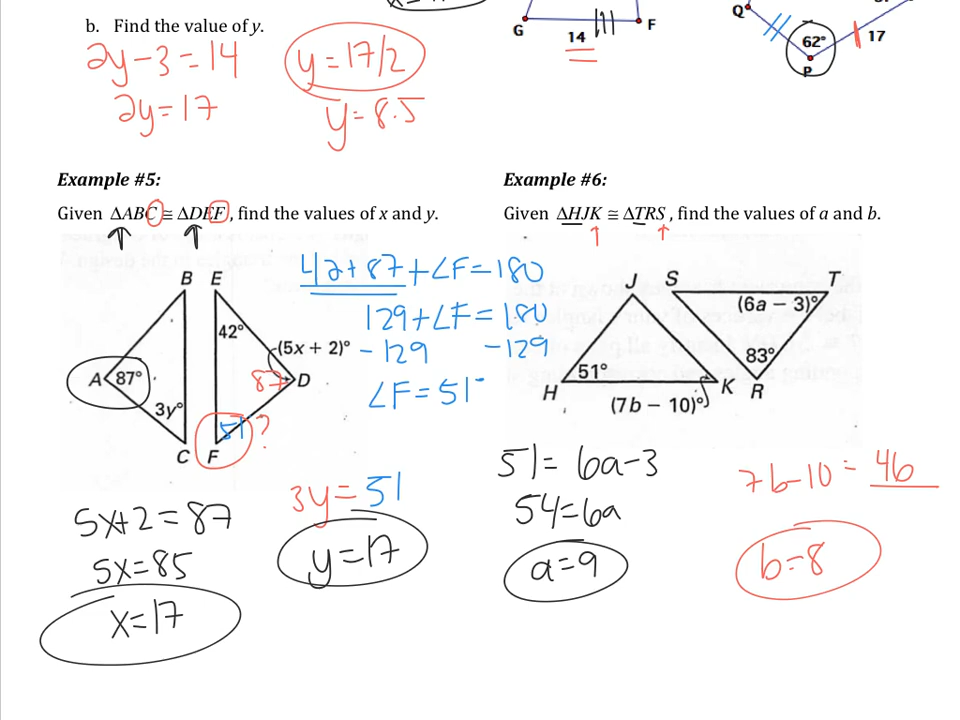 b. Find the value of y.
2y-3=14
2y=17
y=17/2
y=8.5
G
14
F
Q
62°
17
P
Example #5:
Given ΔABC ≅ ΔDEF, find the values of x and y.
B E
42°
(5x + 2)°
A 87°
87 D
3y°
51 ?
C F
42+87+∠F=180
129+∠F=180
-129 -129
∠F=51°
5x+2=87
5x=85
x=17
3y=51
y=17
Example #6:
Given ΔHJK ≅ ΔTRS, find the values of a and b.
J S T
(6a − 3)°
83°
51°
H K R
(7b − 10)°
51=6a-3
54=6a
a=9
7b-10=46
b=8